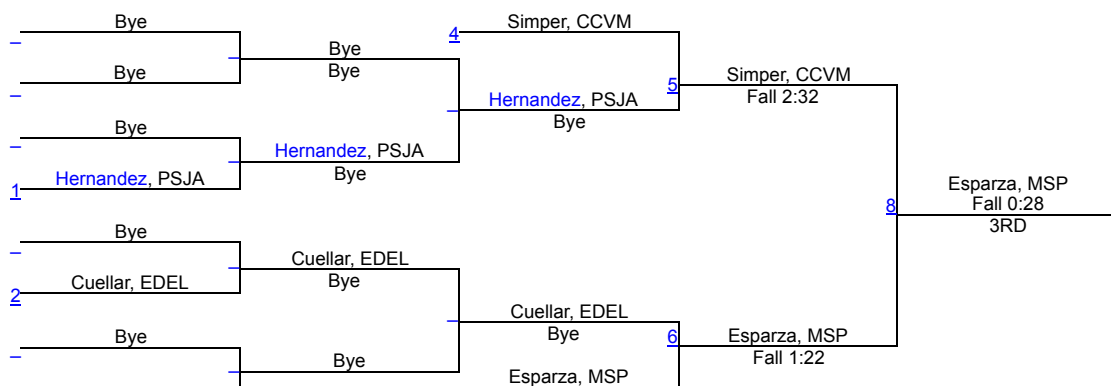 Bye
Simper, CCVM
4
_
_
Bye
Bye
Bye
Simper, CCVM
5
Fall 2:32
_
_
Hernandez, PSJA
Bye
Bye
_
_
Hernandez, PSJA
Bye
Esparza, MSP
Hernandez, PSJA
1
8
Fall 0:28
3RD
Bye
_
_
Cuellar, EDEL
Bye
Cuellar, EDEL
2
_
Cuellar, EDEL
Bye
Bye
6
Esparza, MSP
Fall 1:22
_
_
Bye
Esparza, MSP